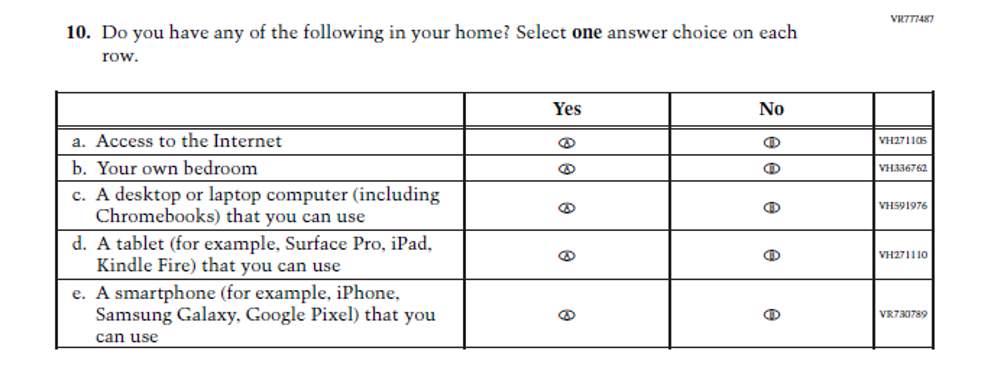 VR777487
10. Do you have any of the following in your home? Select one answer choice on each
row.
Yes No
a. Access to the Internet Ⓐ Ⓑ VH271105
b. Your own bedroom Ⓐ Ⓑ VH336762
c. A desktop or laptop computer (including
Chromebooks) that you can use Ⓐ Ⓑ VH591976
d. A tablet (for example, Surface Pro, iPad,
Kindle Fire) that you can use Ⓐ Ⓑ VH271110
e. A smartphone (for example, iPhone,
Samsung Galaxy, Google Pixel) that you Ⓐ Ⓑ VR730789
can use